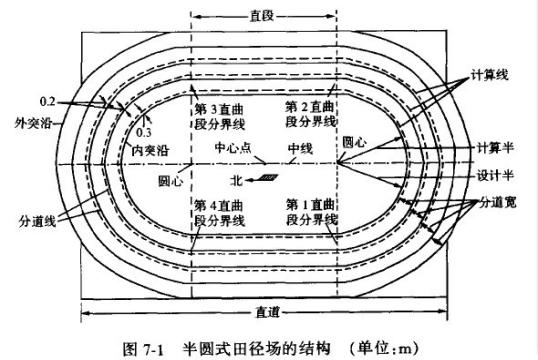 直段
0.2
外突沿
0.3
内突沿
第3直曲
段分界线
第2直曲
段分界线
计算线
中心点
中线
圆心
圆心
北
计算半
设计半
第4直曲
段分界线
第1直曲
段分界线
分道宽
分道线
直道
图 7-1 半圆式田径场的结构 (单位:m)